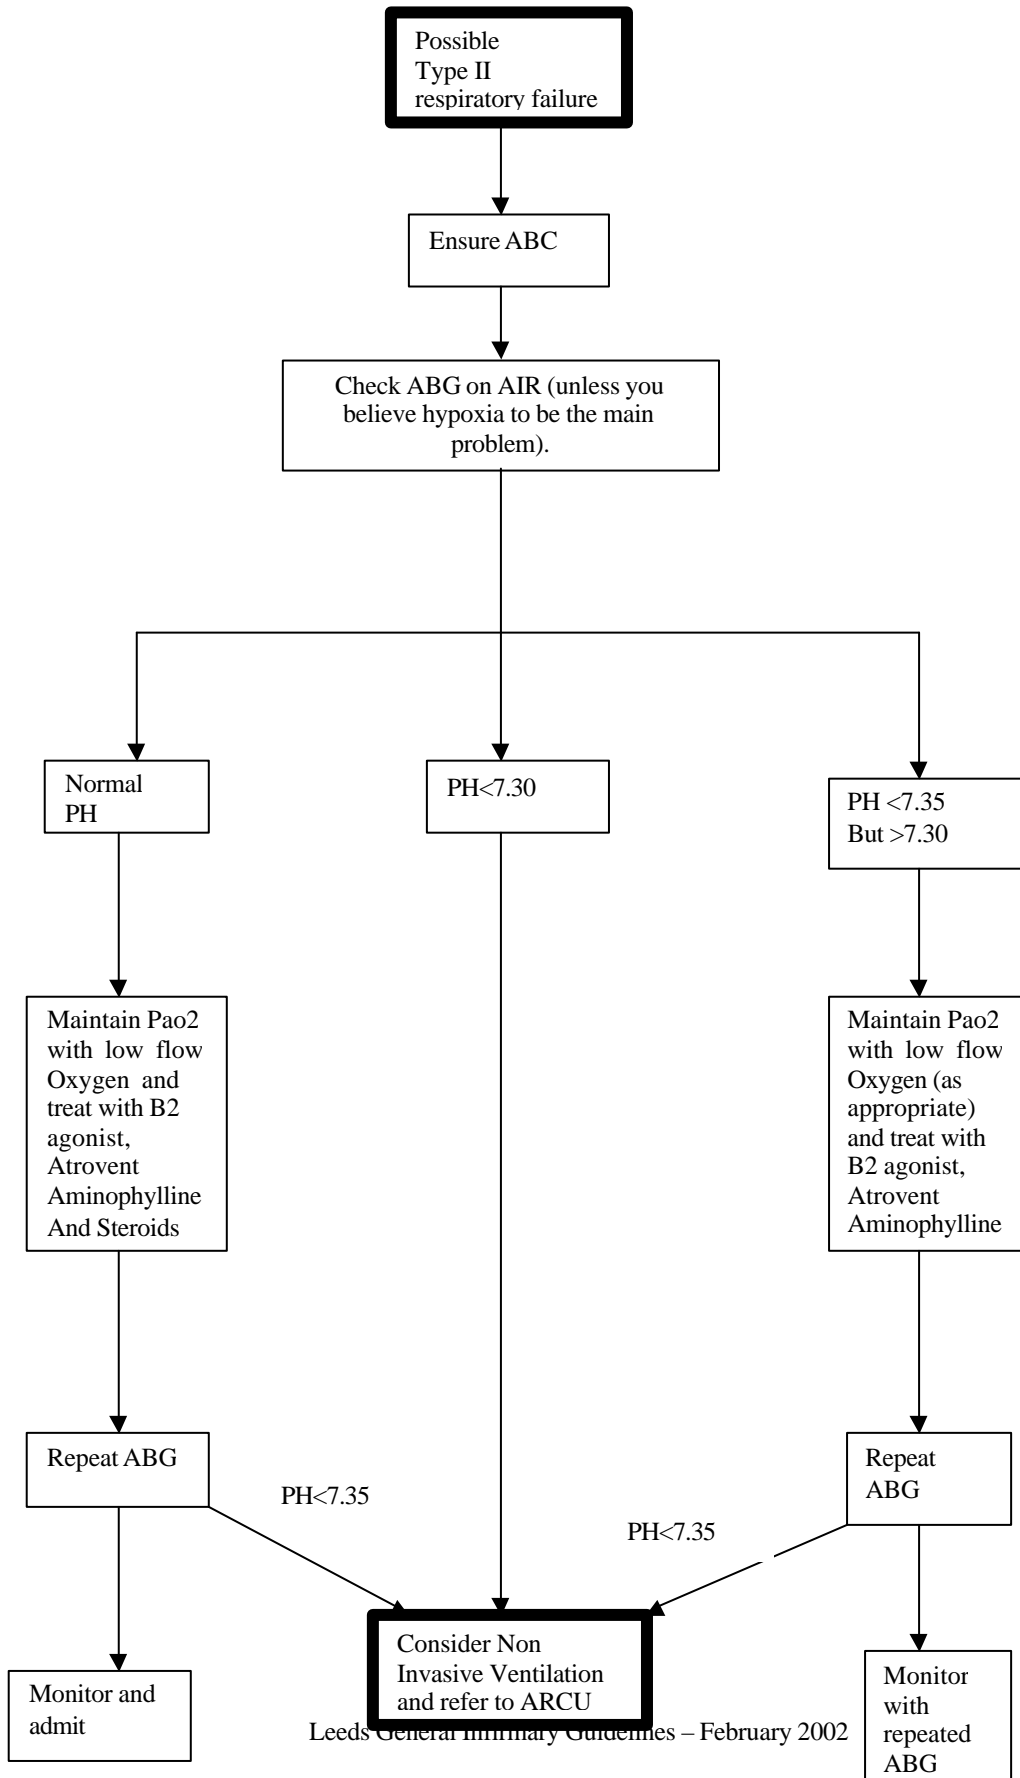 Possible
Type II
respiratory failure
Ensure ABC
Check ABG on AIR (unless you
believe hypoxia to be the main
problem).
Normal
PH
PH<7.30
PH <7.35
But >7.30
Maintain Pao2
with low flow
Oxygen and
treat with B2
agonist,
Atrovent
Aminophylline
And Steroids
Maintain Pao2
with low flow
Oxygen (as
appropriate)
and treat with
B2 agonist,
Atrovent
Aminophylline
Repeat ABG
PH<7.35
PH<7.35
Repeat
ABG
Monitor and
admit
Consider Non
Invasive Ventilation
and refer to ARCU
Monitor
with
repeated
ABG
Leeds General Infirmary Guidelines – February 2002